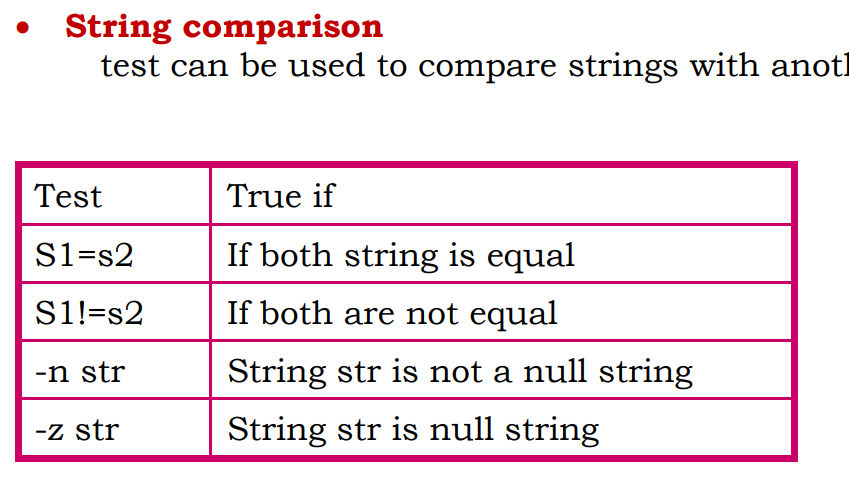 • String comparison
test can be used to compare strings with
Test True if
S1=s2 If both string is equal
S1!=s2 If both are not equal
-n str String str is not a null string
-z str String str is null string